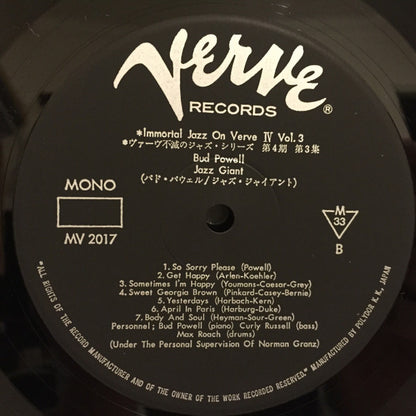 Verve
RECORDS ®
*Immortal Jazz On Verve IV Vol.3
*ヴァーヴ不滅のジャズ・シリーズ 第4期 第3集
Bud Powell
Jazz Giant
(バド・パウエル/ジャズ・ジャイアント)
MONO
MV 2017
M
33
B
1. So Sorry Please (Powell)
2. Get Happy (Arlen-Koehler)
3. Sometimes I'm Happy (Youmons-Caesar-Grey)
4. Sweet Georgia Brown (Pinkard-Casey-Bernie)
5. Yesterdays (Harbach-Kern)
6. April In Paris (Harburg-Duke)
7. Body And Soul (Heyman-Sour-Green)
Personnel; Bud Powell (piano) Curly Russell (bass)
Max Roach (drums)
(Under The Personal Supervision Of Norman Granz)
"ALL RIGHTS OF THE RECORD MANUFACTURER AND OF THE OWNER OF THE WORK RECORDED RESERVED." MANUFACTURED BY POLYDOR K.K., JAPAN